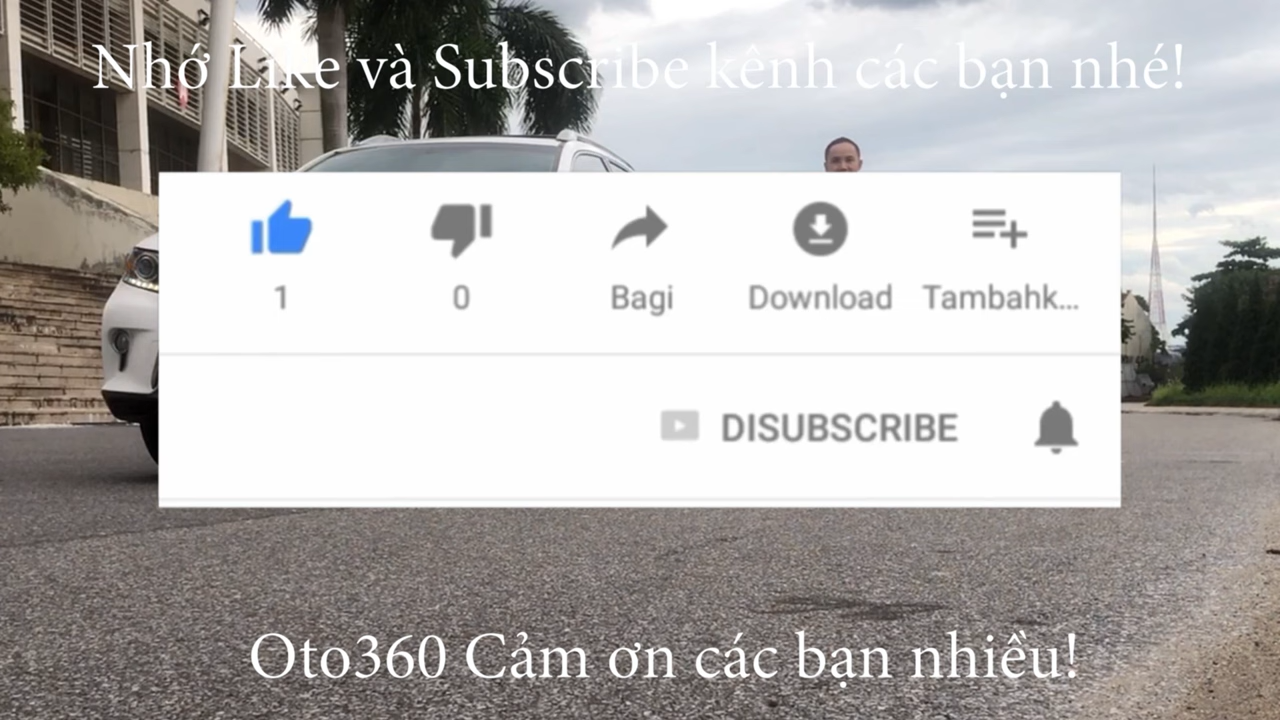 Nhớ Like và Subscribe kênh các bạn nhé!
1 0 Bagi Download Tambahk...
DISUBSCRIBE
Oto360 Cảm ơn các bạn nhiều!